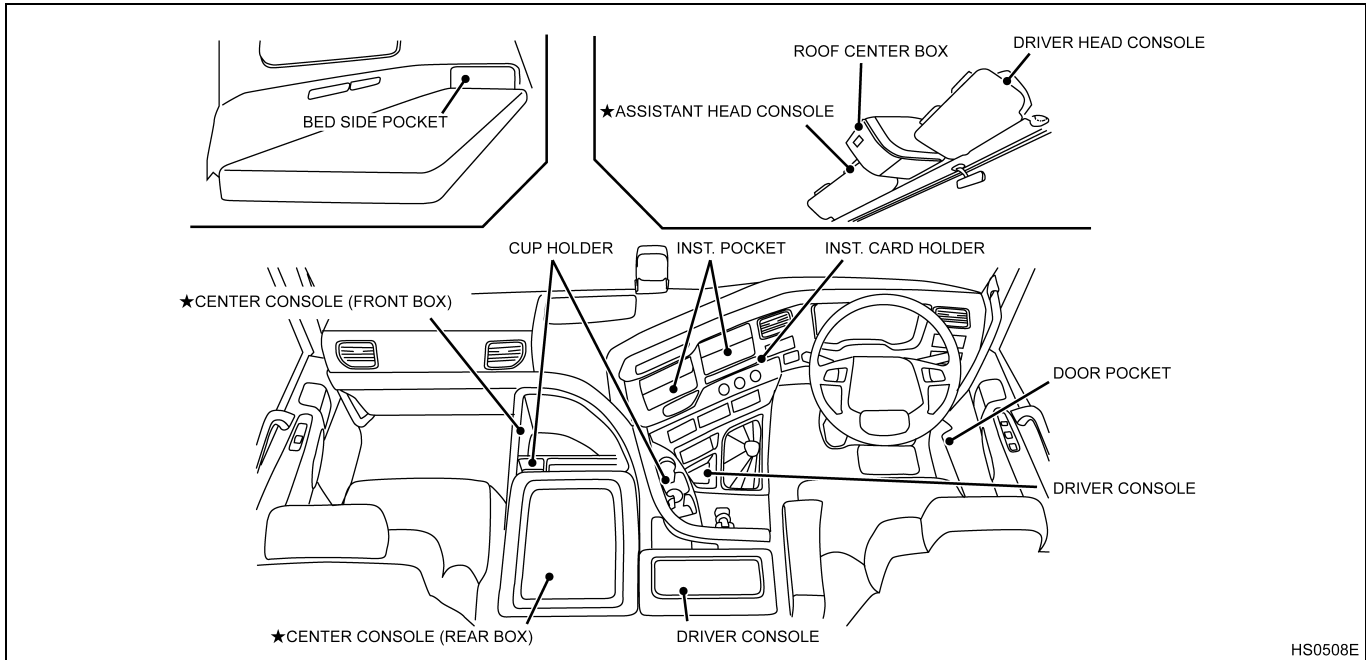 ROOF CENTER BOX
DRIVER HEAD CONSOLE
★ASSISTANT HEAD CONSOLE
BED SIDE POCKET
CUP HOLDER
INST. POCKET
INST. CARD HOLDER
★CENTER CONSOLE (FRONT BOX)
DOOR POCKET
DRIVER CONSOLE
★CENTER CONSOLE (REAR BOX)
DRIVER CONSOLE
HS0508E